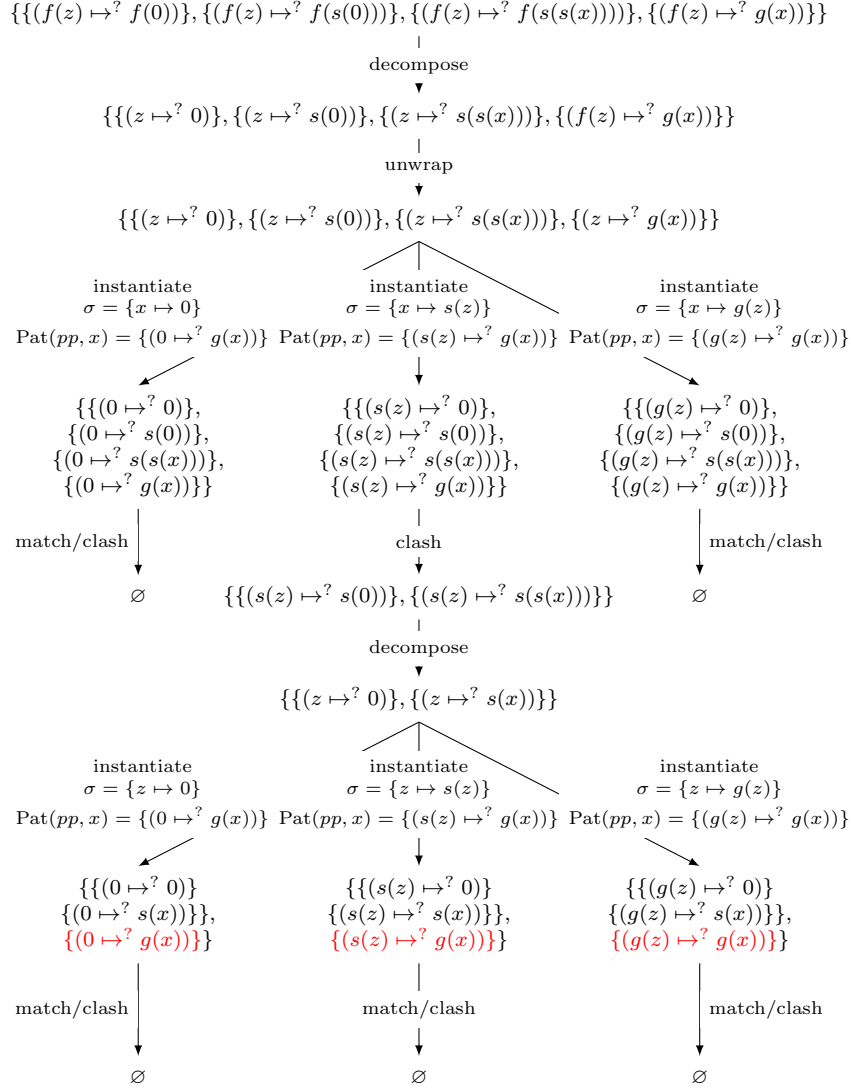 {{(f(z) ↦? f(0))}, {(f(z) ↦? f(s(0)))}, {(f(z) ↦? f(s(s(x))))}, {(f(z) ↦? g(x))}}
decompose
{{(z ↦? 0)}, {(z ↦? s(0))}, {(z ↦? s(s(x)))}, {(f(z) ↦? g(x))}}
unwrap
{{(z ↦? 0)}, {(z ↦? s(0))}, {(z ↦? s(s(x)))}, {(z ↦? g(x))}}
instantiate instantiate instantiate
σ = {x ↦ 0} σ = {x ↦ s(z)} σ = {x ↦ g(z)}
Pat(pp, x) = {(0 ↦? g(x))} Pat(pp, x) = {(s(z) ↦? g(x))} Pat(pp, x) = {(g(z) ↦? g(x))}
{{(0 ↦? 0)}, {{(s(z) ↦? 0)}, {{(g(z) ↦? 0)},
{(0 ↦? s(0))}, {(s(z) ↦? s(0))}, {(g(z) ↦? s(0))},
{(0 ↦? s(s(x)))}, {(s(z) ↦? s(s(x)))}, {(g(z) ↦? s(s(x)))},
{(0 ↦? g(x))}} {(s(z) ↦? g(x))}} {(g(z) ↦? g(x))}}
match/clash clash match/clash
∅ {{(s(z) ↦? s(0))}, {(s(z) ↦? s(s(x)))}} ∅
decompose
{{(z ↦? 0)}, {(z ↦? s(x))}}
instantiate instantiate instantiate
σ = {z ↦ 0} σ = {z ↦ s(z)} σ = {z ↦ g(z)}
Pat(pp, x) = {(0 ↦? g(x))} Pat(pp, x) = {(s(z) ↦? g(x))} Pat(pp, x) = {(g(z) ↦? g(x))}
{{(0 ↦? 0)} {{(s(z) ↦? 0)} {{(g(z) ↦? 0)}
{(0 ↦? s(x))}}, {(s(z) ↦? s(x))}}, {(g(z) ↦? s(x))}},
{(0 ↦? g(x))}} {(s(z) ↦? g(x))}} {(g(z) ↦? g(x))}}
match/clash match/clash match/clash
∅ ∅ ∅